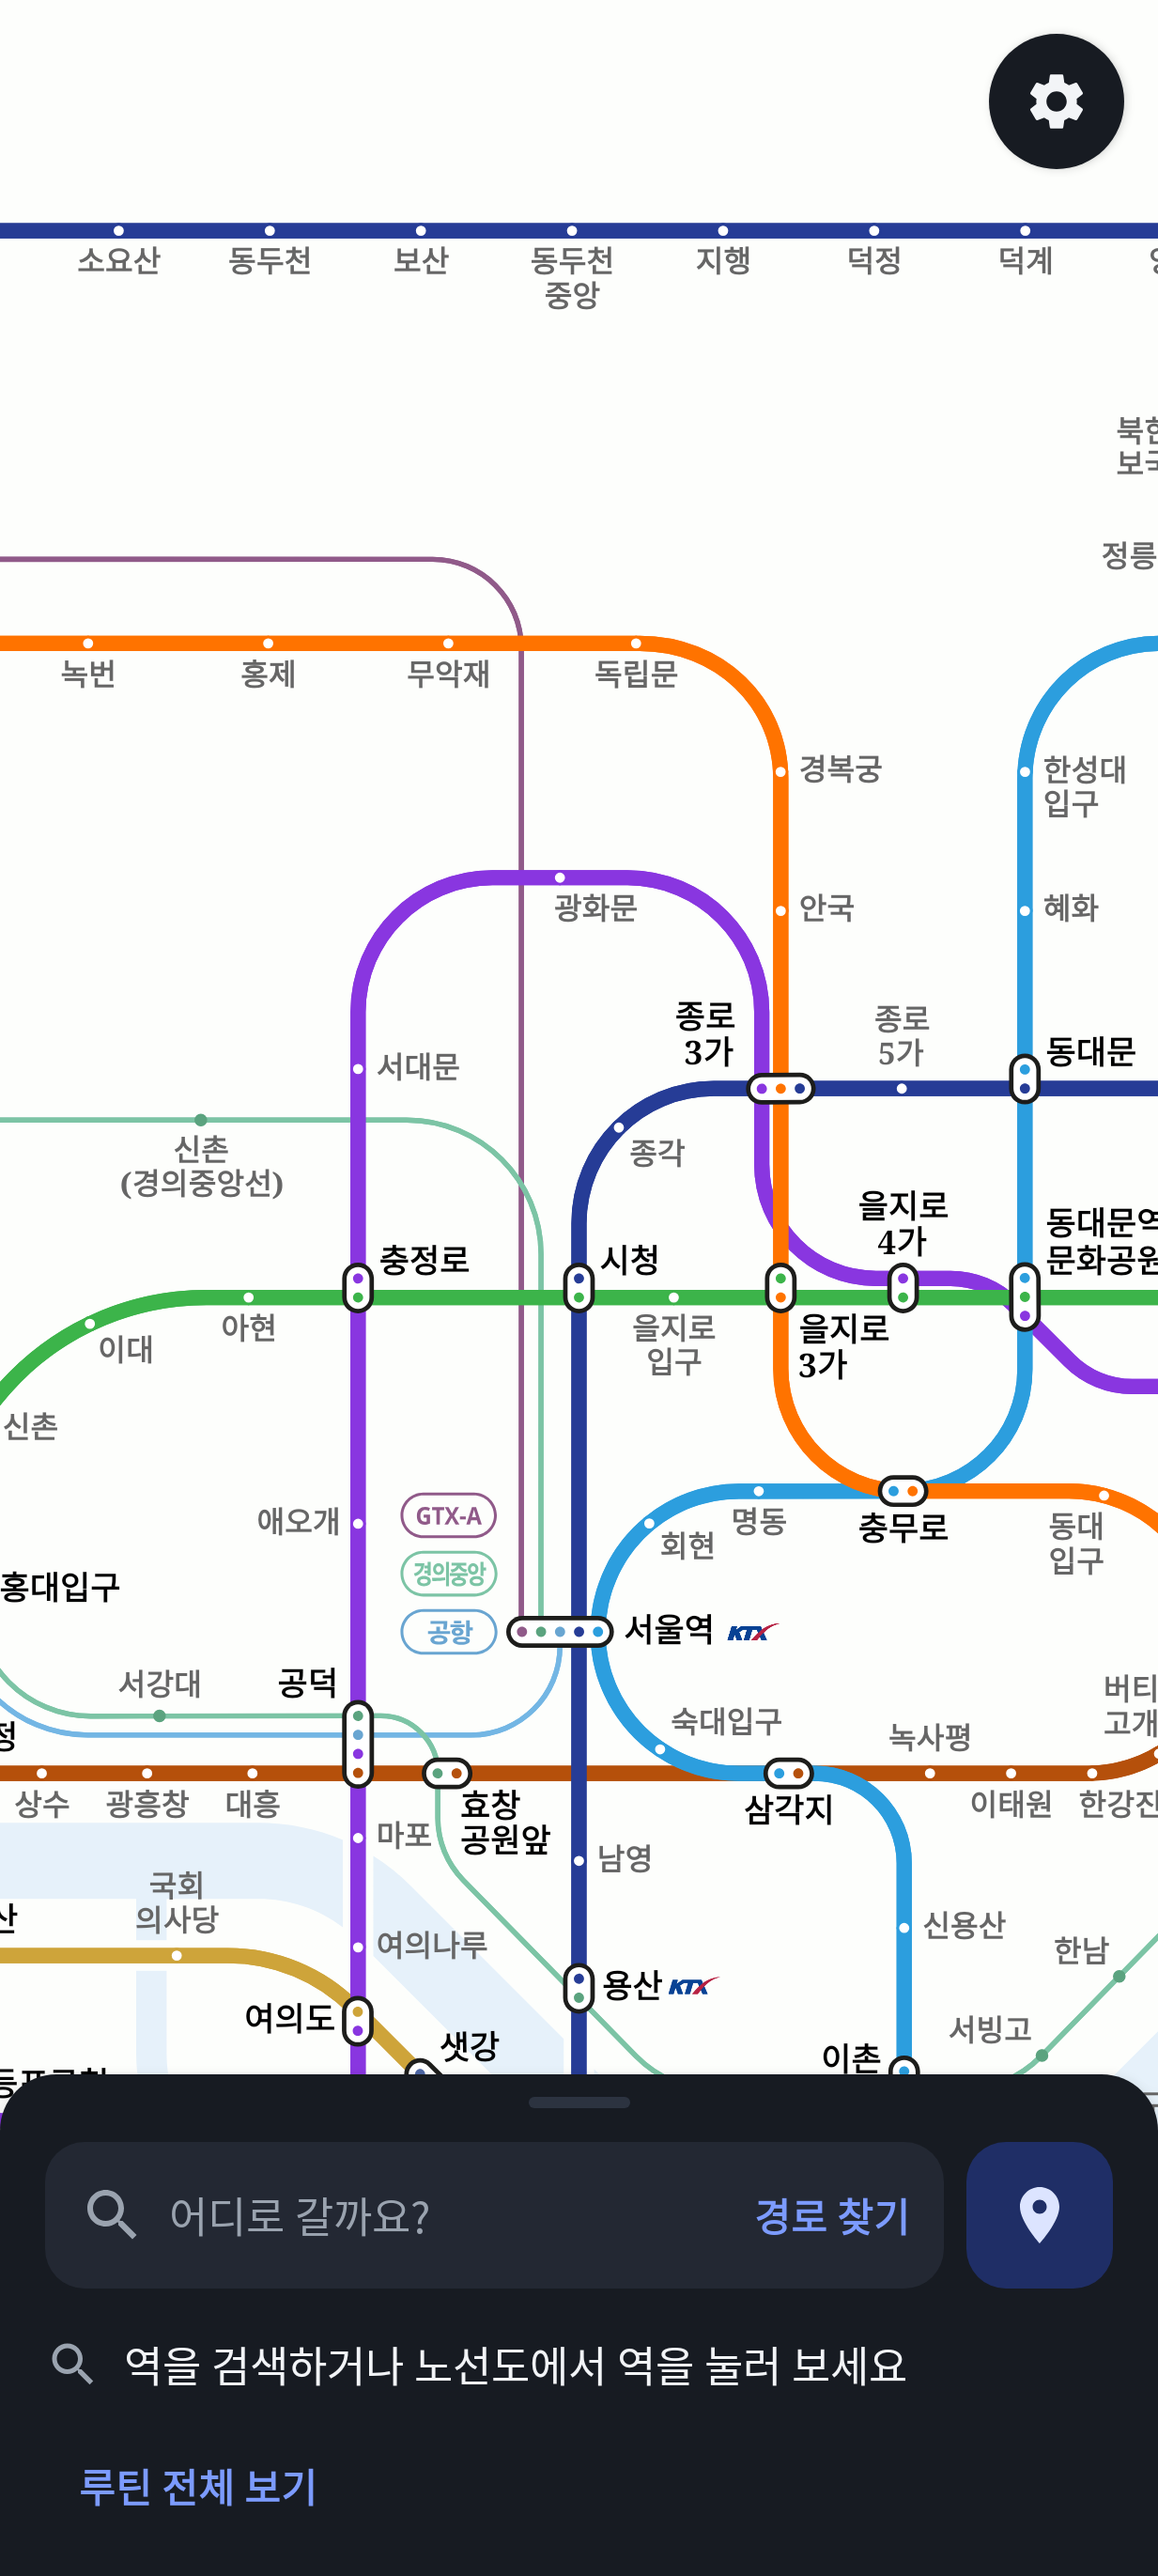 소요산
동두천
보산
동두천
중앙
지행
덕정
덕계
정릉
녹번
홍제
무악재
독립문
경복궁
한성대
입구
안국
혜화
광화문
종로
3가
종로
5가
동대문
서대문
종각
신촌
(경의중앙선)
을지로
4가
충정로
시청
문화공원
아현
이대
을지로
입구
을지로
3가
신촌
애오개
GTX-A
경의중앙
공항
회현
명동
충무로
동대
입구
홍대입구
서울역 KTX
서강대
공덕
숙대입구
녹사평
버티
고개
상수
광흥창
대흥
효창
공원앞
삼각지
이태원
한강진
마포
남영
국회
의사당
여의나루
신용산
한남
용산 KTX
여의도
샛강
서빙고
이촌
어디로 갈까요?
경로 찾기
역을 검색하거나 노선도에서 역을 눌러 보세요
루틴 전체 보기